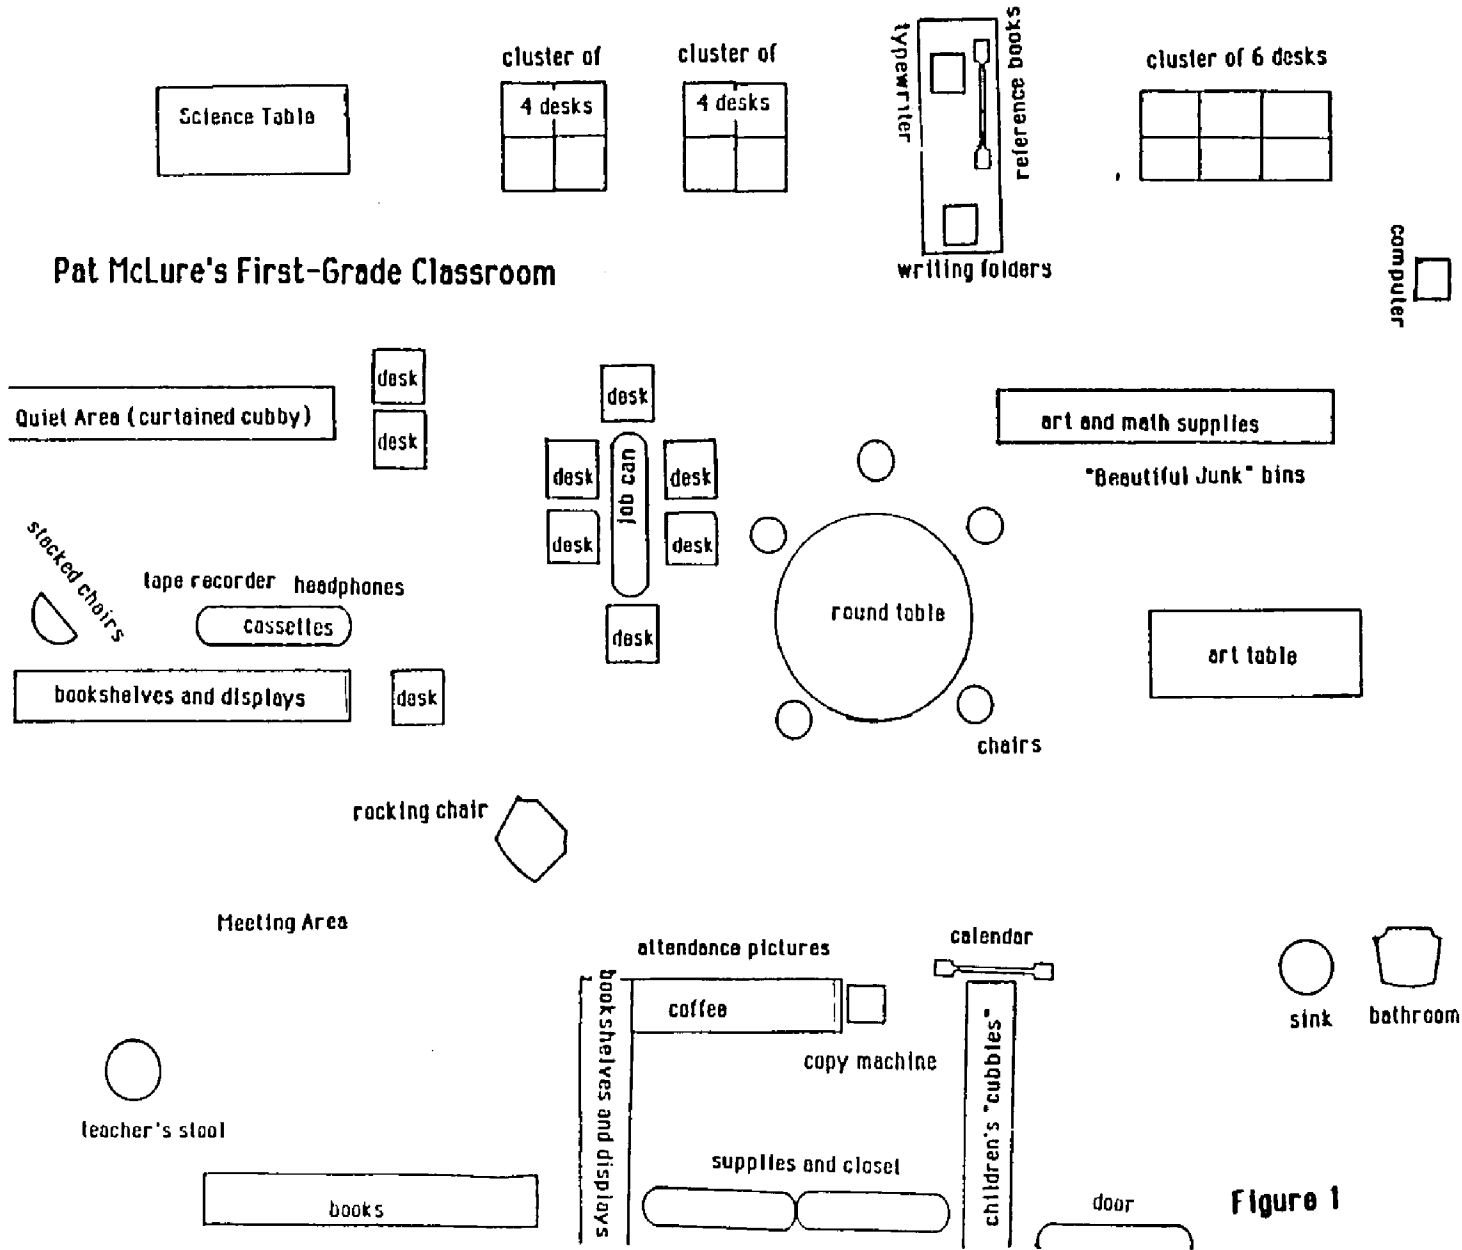 cluster of
4 desks
cluster of
4 desks
typewriter
reference books
writing folders
cluster of 6 desks
Science Table
Pat McLure's First-Grade Classroom
computer
Quiet Area (curtained cubby)
desk
desk
desk
desk
desk
job can
desk
desk
desk
art and math supplies
"Beautiful Junk" bins
stacked chairs
tape recorder
headphones
cassettes
bookshelves and displays
desk
round table
chairs
art table
rocking chair
Meeting Area
attendance pictures
coffee
copy machine
bookshelves and displays
calendar
children's "cubbies"
sink
bathroom
teacher's stool
books
supplies and closet
door
Figure 1